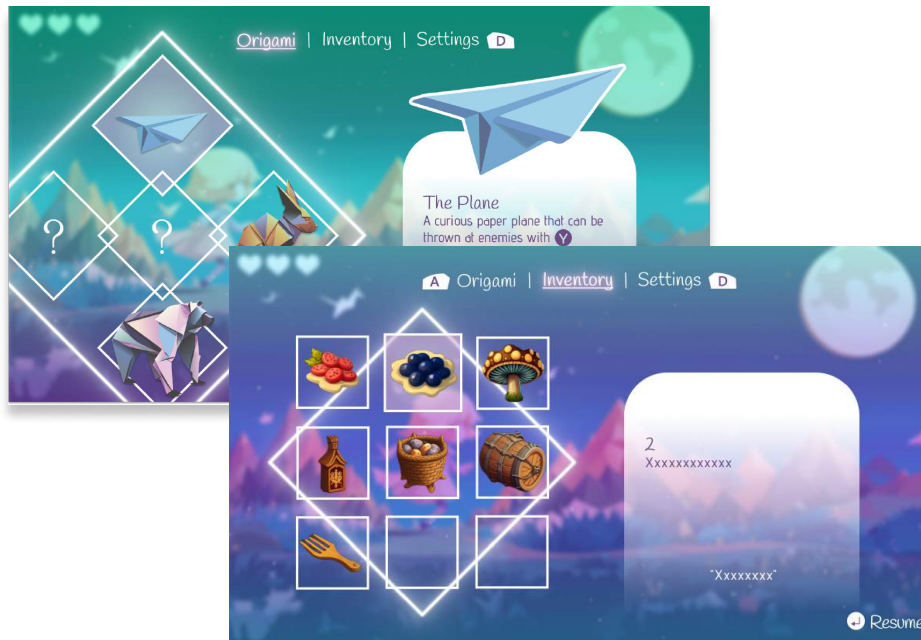 Origami | Inventory | Settings D
The Plane
A curious paper plane that can be
thrown at enemies with Y
? ?
A Origami | Inventory | Settings D
2
Xxxxxxxxxxxx
"Xxxxxxxx"
Resume